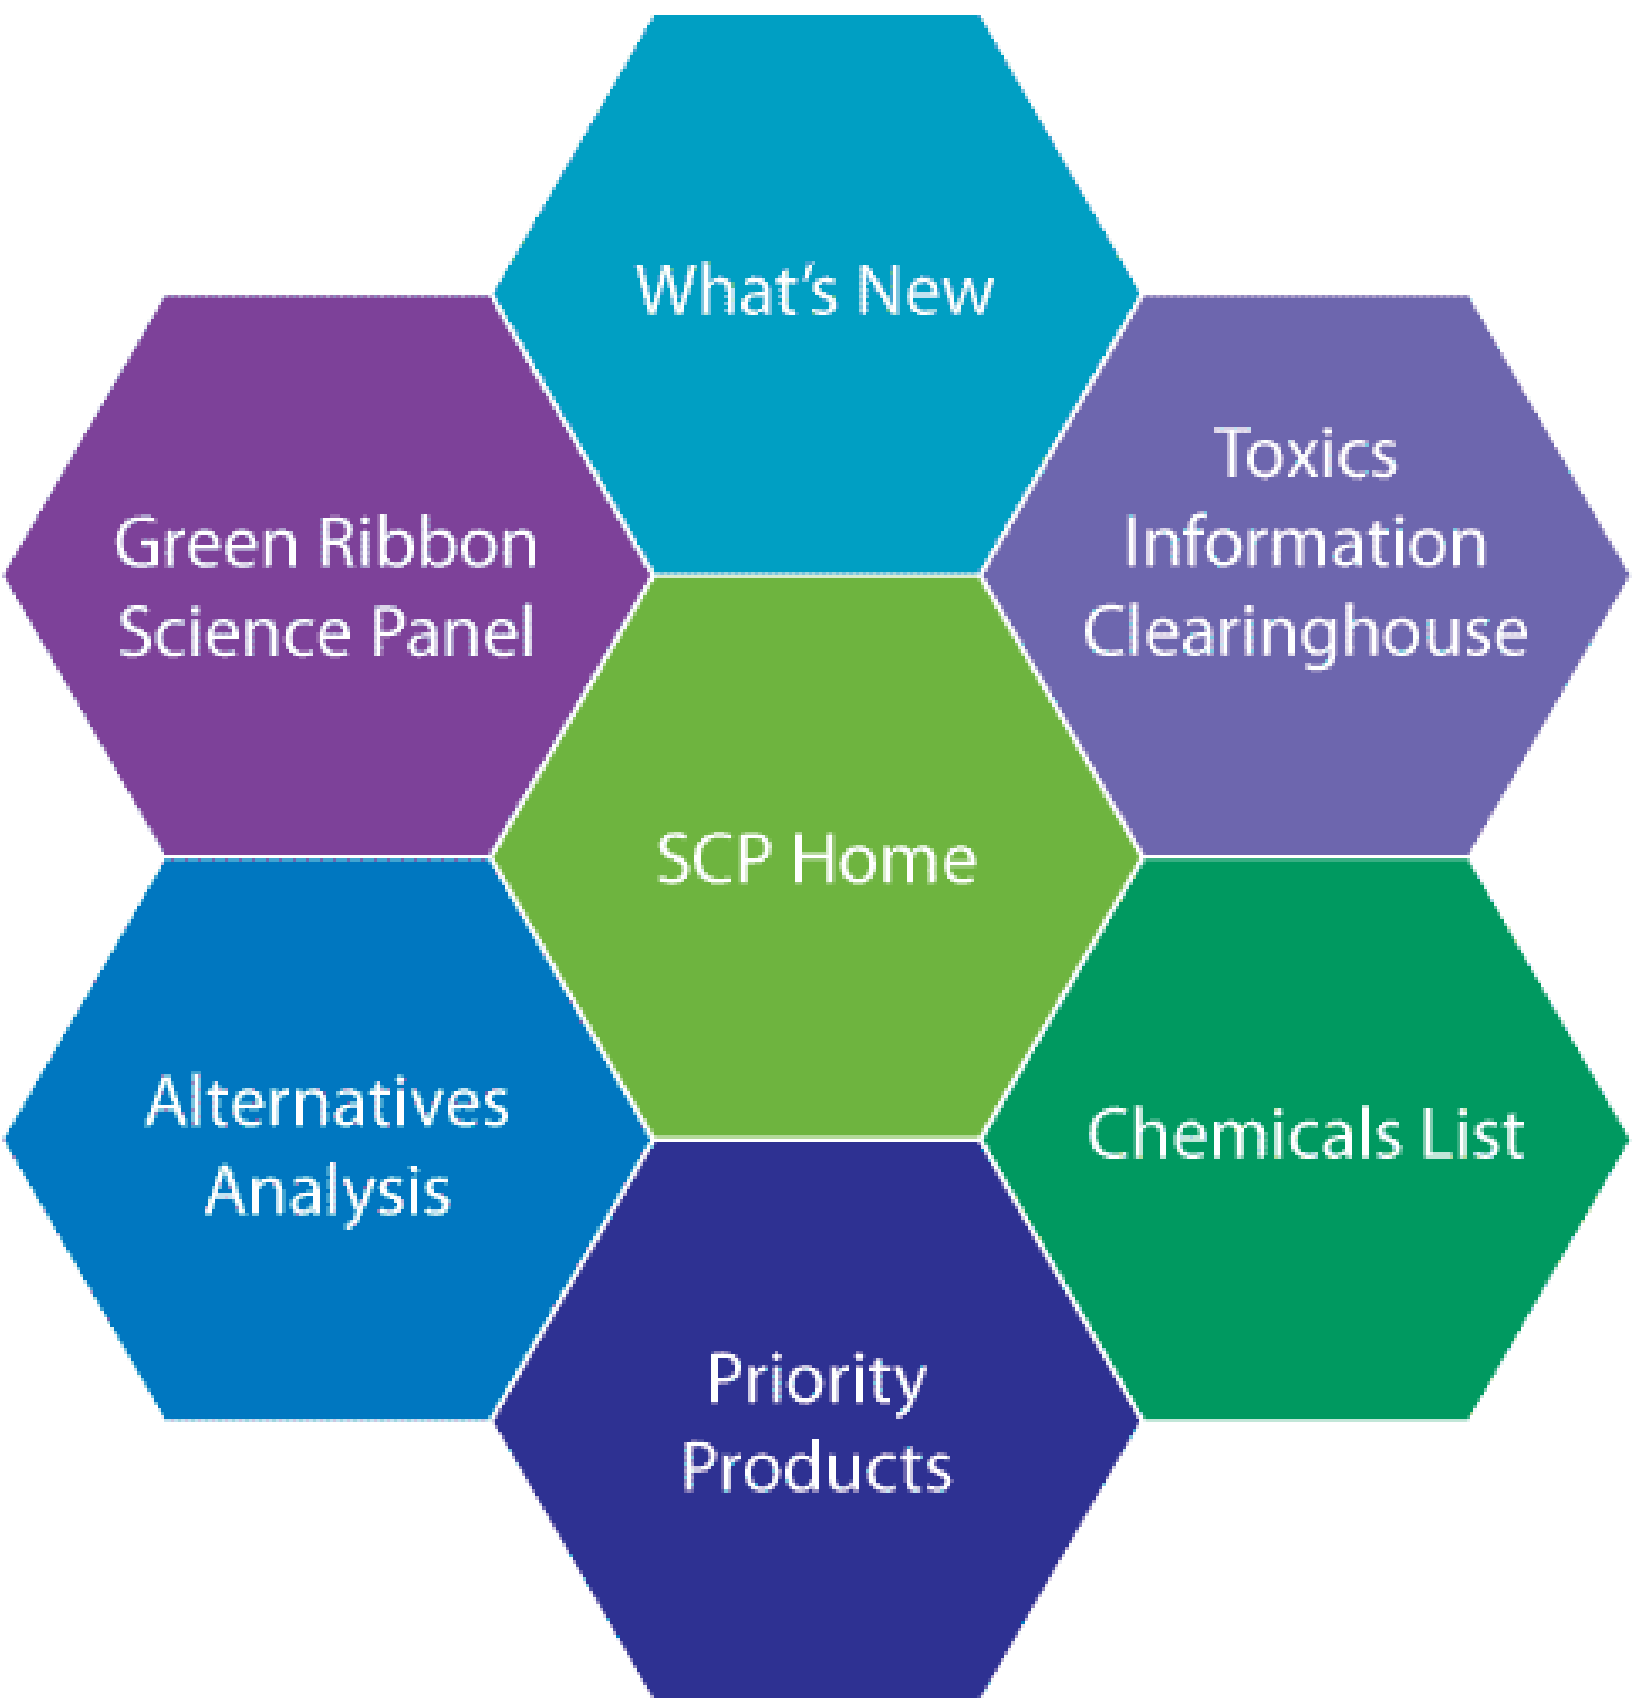 What’s New
Toxics
Information
Clearinghouse
Green Ribbon
Science Panel
SCP Home
Alternatives
Analysis
Chemicals List
Priority
Products